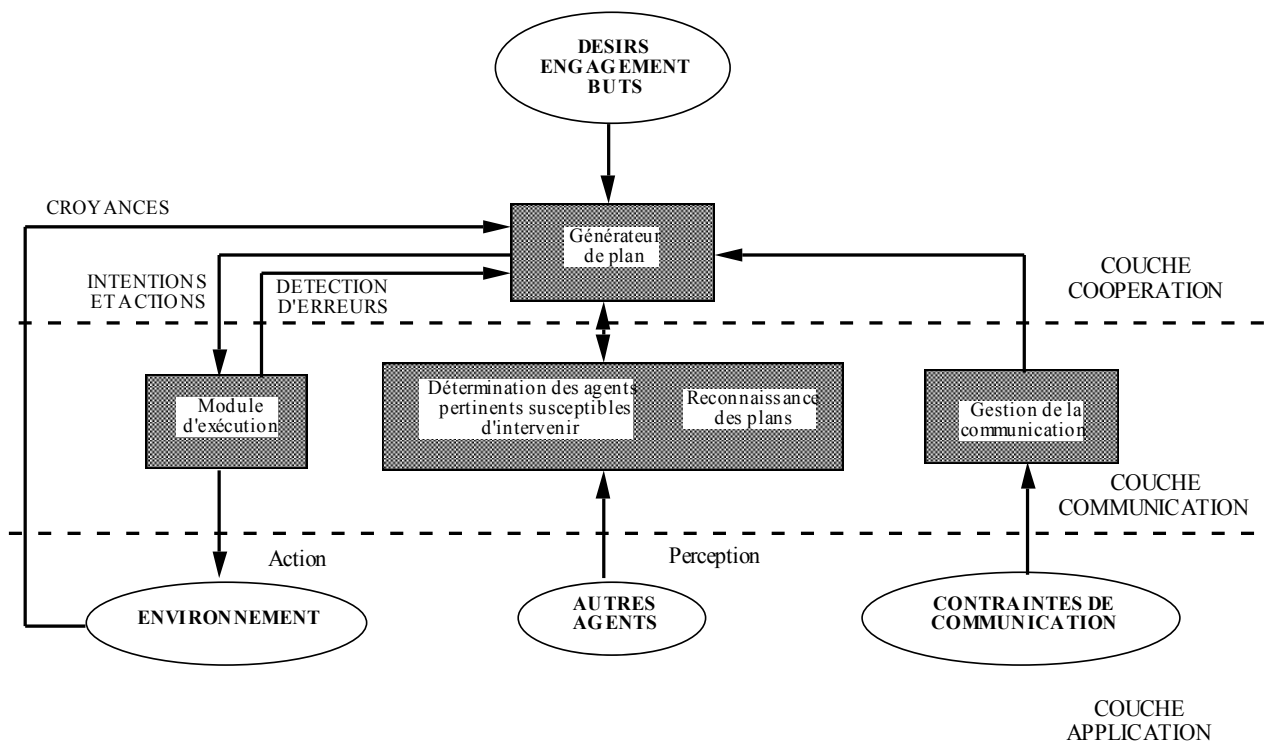 DESIRS
ENGAGEMENT
BUTS
CROYANCES
Générateur
de plan
INTENTIONS
ET ACTIONS
DETECTION
D'ERREURS
COUCHE
COOPERATION
Module
d'exécution
Détermination des agents
pertinents susceptibles
d'intervenir
Reconnaissance
des plans
Gestion de la
communication
COUCHE
COMMUNICATION
Action
Perception
ENVIRONNEMENT
AUTRES
AGENTS
CONTRAINTES DE
COMMUNICATION
COUCHE
APPLICATION